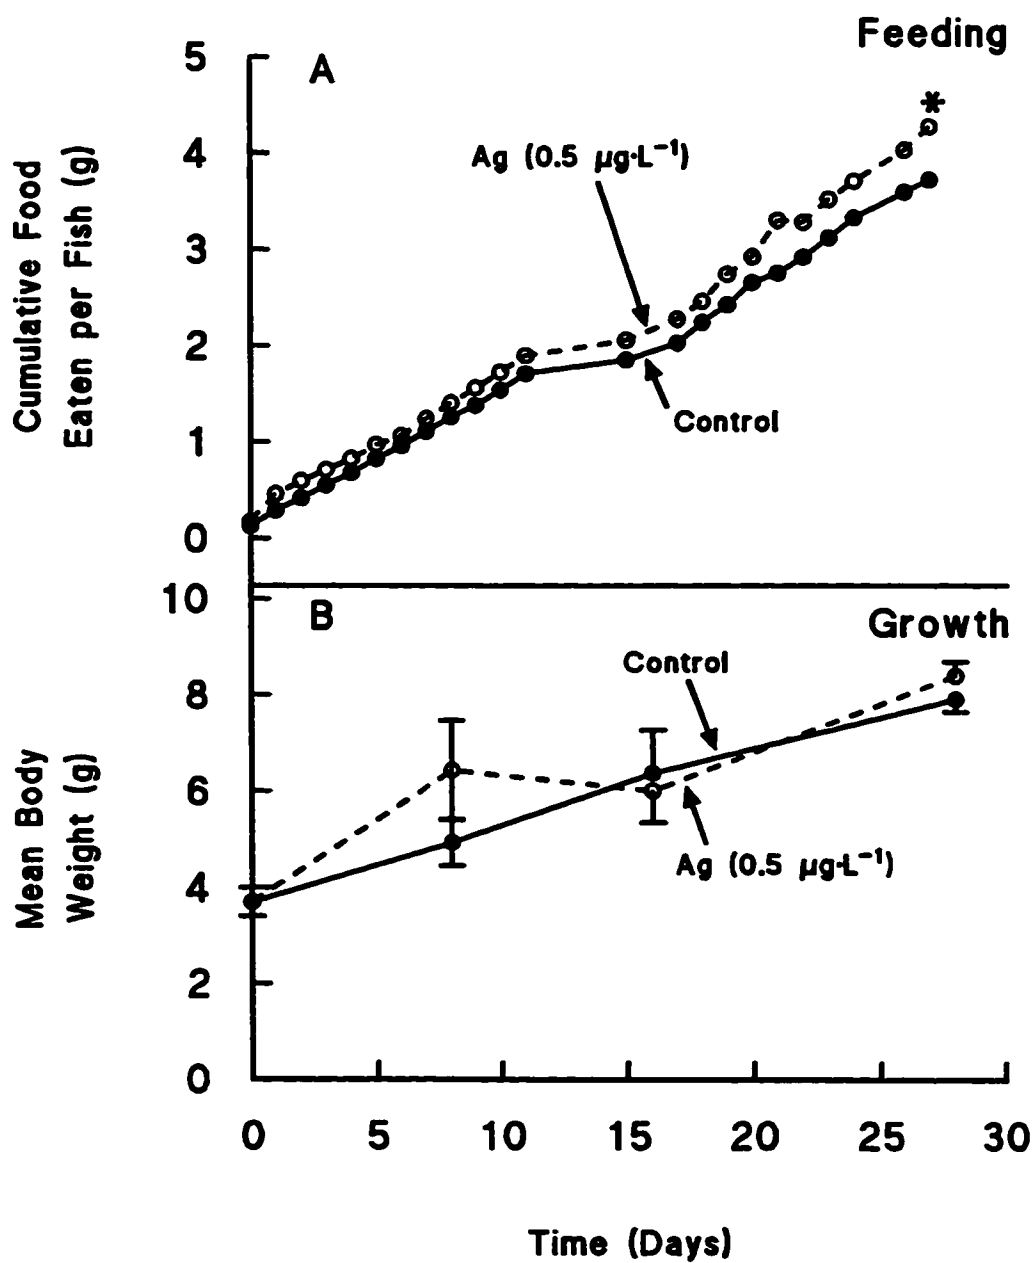 Feeding
A
5
4
3
2
1
0
Cumulative Food
Eaten per Fish (g)
*
Ag (0.5 µg·L⁻¹)
Control
B
Growth
10
8
6
4
2
0
Mean Body
Weight (g)
Control
Ag (0.5 µg·L⁻¹)
0 5 10 15 20 25 30
Time (Days)